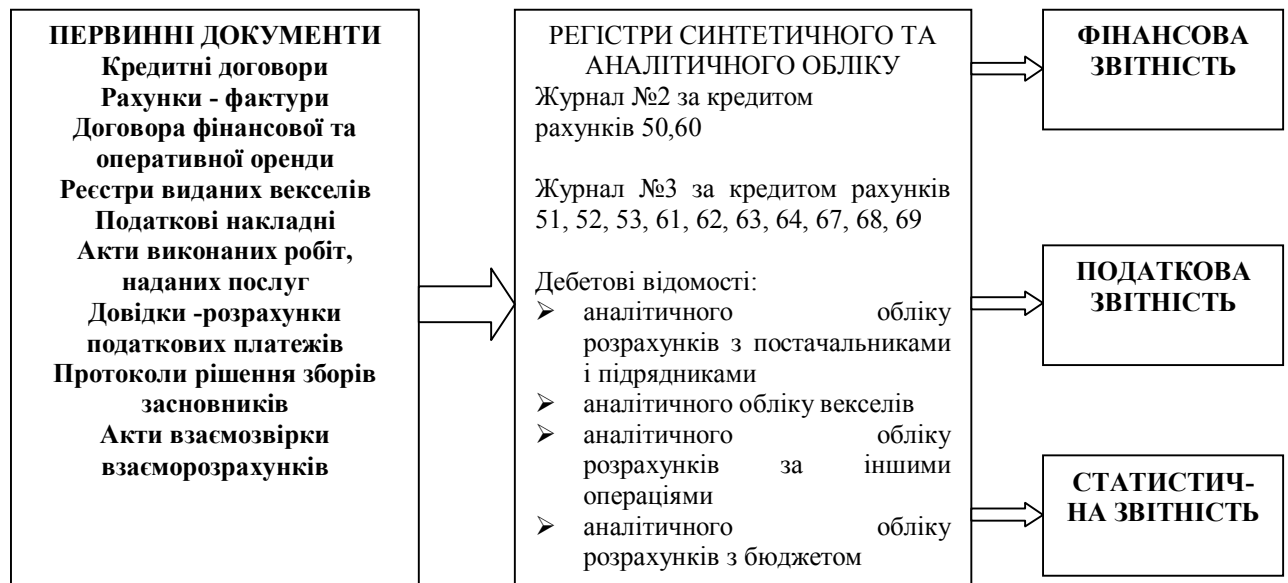 ПЕРВИННІ ДОКУМЕНТИ
Кредитні договори
Рахунки - фактури
Договора фінансової та
оперативної оренди
Реєстри виданих векселів
Податкові накладні
Акти виконаних робіт,
наданих послуг
Довідки -розрахунки
податкових платежів
Протоколи рішення зборів
засновників
Акти взаємозвірки
взаєморозрахунків
РЕГІСТРИ СИНТЕТИЧНОГО ТА
АНАЛІТИЧНОГО ОБЛІКУ
Журнал №2 за кредитом
рахунків 50,60
Журнал №3 за кредитом рахунків
51, 52, 53, 61, 62, 63, 64, 67, 68, 69
Дебетові відомості:
➢ аналітичного обліку
розрахунків з постачальниками
і підрядниками
➢ аналітичного обліку векселів
➢ аналітичного обліку
розрахунків за іншими
операціями
➢ аналітичного обліку
розрахунків з бюджетом
ФІНАНСОВА
ЗВІТНІСТЬ
ПОДАТКОВА
ЗВІТНІСТЬ
СТАТИСТИЧ-
НА ЗВІТНІСТЬ